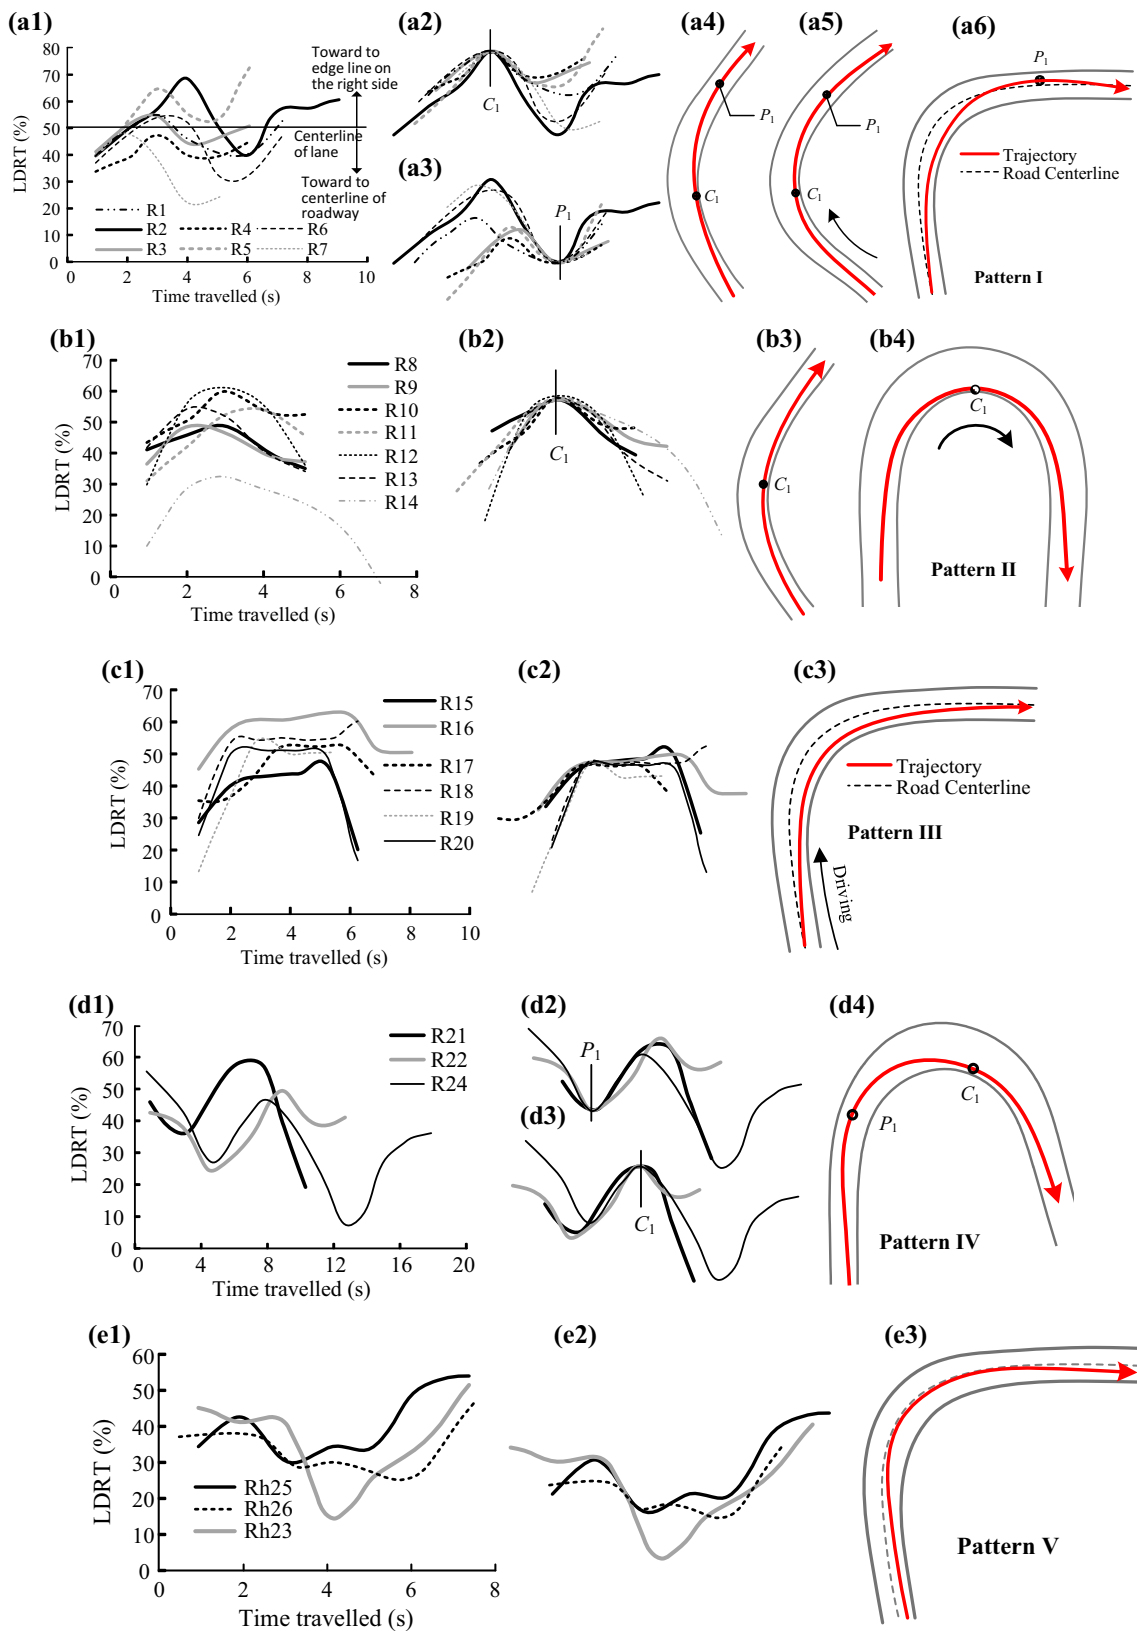 (a1)
80
70
60
50
40
30
20
10
0
LDRT (%)
Toward to
edge line on
the right side
Centerline
of lane
Toward to
centerline of
roadway
R1
R2
R4
R6
R3
R5
R7
0
2
4
6
8
10
Time travelled (s)
(a2)
C1
(a3)
P1
(a4)
P1
C1
(a5)
P1
C1
(a6)
P1
Trajectory
Road Centerline
Pattern I
(b1)
70
60
50
40
30
20
10
0
LDRT (%)
R8
R9
R10
R11
R12
R13
R14
0
2
4
6
8
Time travelled (s)
(b2)
C1
(b3)
C1
(b4)
C1
Pattern II
(c1)
70
60
50
40
30
20
10
0
LDRT (%)
R15
R16
R17
R18
R19
R20
0
2
4
6
8
10
Time travelled (s)
(c2)
(c3)
Trajectory
Road Centerline
Pattern III
Driving
(d1)
70
60
50
40
30
20
10
0
LDRT (%)
R21
R22
R24
0
4
8
12
16
20
Time travelled (s)
(d2)
P1
(d3)
C1
(d4)
P1
C1
Pattern IV
(e1)
60
50
40
30
20
10
0
LDRT (%)
Rh25
Rh26
Rh23
0
2
4
6
8
Time travelled (s)
(e2)
(e3)
Pattern V